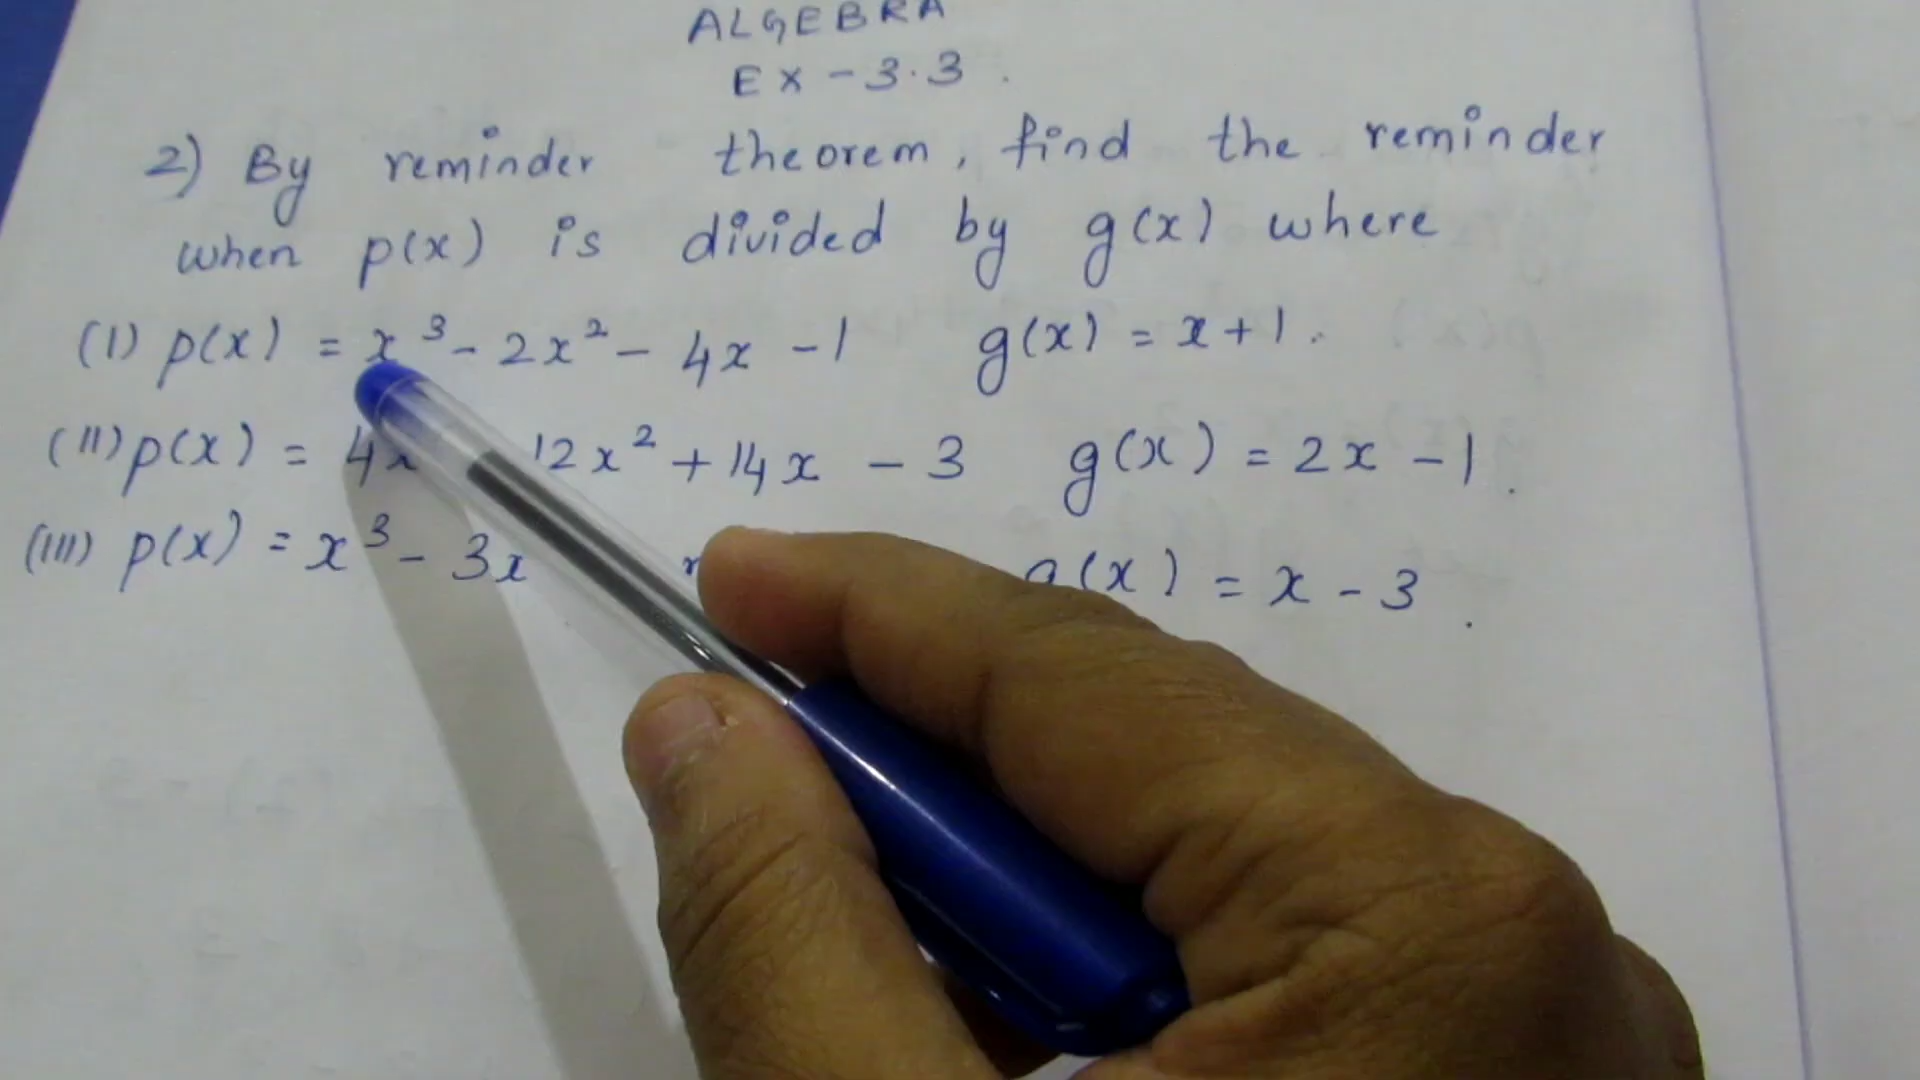 ALGEBRA
EX - 3.3.
2) By reminder theorem, find the reminder
when p(x) is divided by g(x) where
(I) p(x) = x³ - 2x² - 4x - 1 g(x) = x + 1.
(II) p(x) = 4x 12x² + 14x - 3 g(x) = 2x - 1.
(III) p(x) = x³ - 3x g(x) = x - 3.